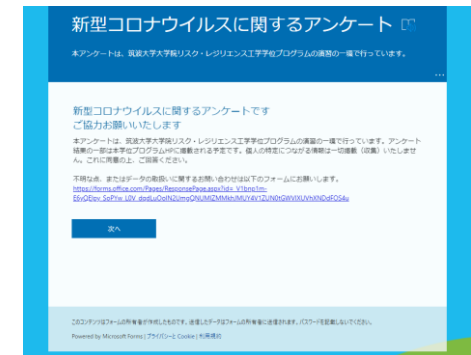 新型コロナウイルスに関するアンケート
本アンケートは、筑波大学大学院リスク・レジリエンス工学学位プログラムの演習の一環で行っています。
...
新型コロナウイルスに関するアンケートです
ご協力お願いいたします
本アンケートは、筑波大学大学院リスク・レジリエンス工学学位プログラムの演習の一環で行っています。アンケート
結果の一部は本学位プログラムHPに掲載される予定です。個人の特定につながる情報は一切掲載（収集）いたしませ
ん。これに同意の上、ご回答ください。
不明な点、またはデータの取扱いに関するお問い合わせは以下のフォームにお願いします。
https://forms.office.com/Pages/ResponsePage.aspx?id=
次へ
このコンテンツはフォームの所有者が作成したものです。送信したデータはフォームの所有者に送信されます。パスワードを記載しないでください。
Powered by Microsoft Forms | プライバシーと Cookie | 利用規約